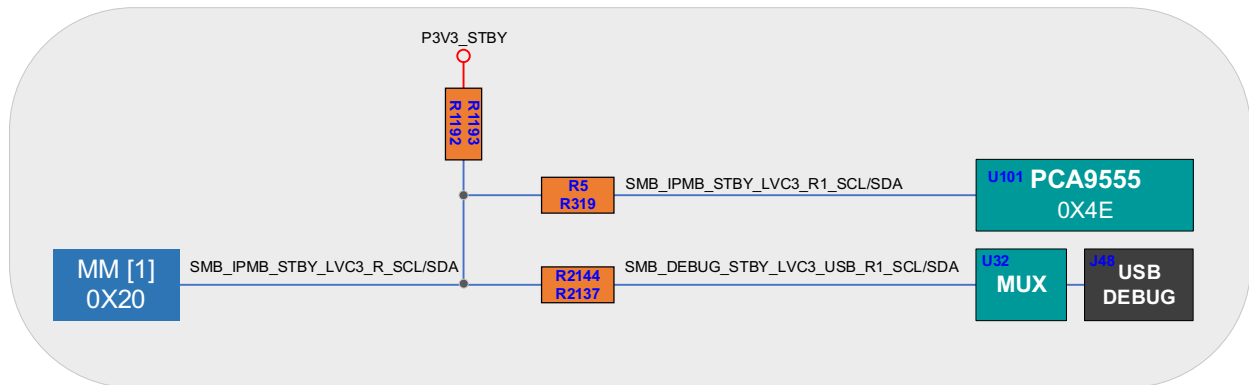 P3V3_STBY
R1193
R1192
R5
R319
SMB_IPMB_STBY_LVC3_R1_SCL/SDA
U101 PCA9555
0X4E
MM [1]
0X20
SMB_IPMB_STBY_LVC3_R_SCL/SDA
R2144
R2137
SMB_DEBUG_STBY_LVC3_USB_R1_SCL/SDA
U32
MUX
J48
USB
DEBUG